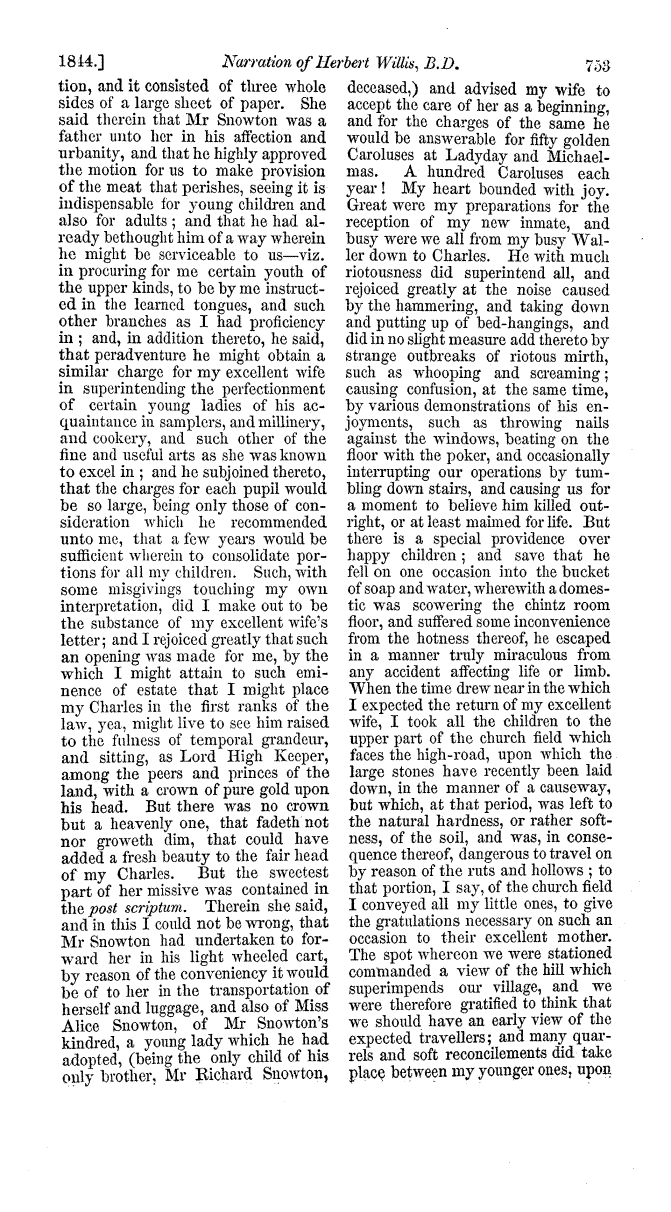 1844.] Narration of Herbert Willis, B.D. 753
tion, and it consisted of three whole
sides of a large sheet of paper. She
said therein that Mr Snowton was a
father unto her in his affection and
urbanity, and that he highly approved
the motion for us to make provision
of the meat that perishes, seeing it is
indispensable for young children and
also for adults; and that he had al-
ready bethought him of a way wherein
he might be serviceable to us—viz.
in procuring for me certain youth of
the upper kinds, to be by me instruct-
ed in the learned tongues, and such
other branches as I had proficiency
in; and, in addition thereto, he said,
that peradventure he might obtain a
similar charge for my excellent wife
in superintending the perfectionment
of certain young ladies of his ac-
quaintance in samplers, and millinery,
and cookery, and such other of the
fine and useful arts as she was known
to excel in; and he subjoined thereto,
that the charges for each pupil would
be so large, being only those of con-
sideration which he recommended
unto me, that a few years would be
sufficient wherein to consolidate por-
tions for all my children. Such, with
some misgivings touching my own
interpretation, did I make out to be
the substance of my excellent wife's
letter; and I rejoiced greatly that such
an opening was made for me, by the
which I might attain to such emi-
nence of estate that I might place
my Charles in the first ranks of the
law, yea, might live to see him raised
to the fulness of temporal grandeur,
and sitting, as Lord High Keeper,
among the peers and princes of the
land, with a crown of pure gold upon
his head. But there was no crown
but a heavenly one, that fadeth not
nor groweth dim, that could have
added a fresh beauty to the fair head
of my Charles. But the sweetest
part of her missive was contained in
the post scriptum. Therein she said,
and in this I could not be wrong, that
Mr Snowton had undertaken to for-
ward her in his light wheeled cart,
by reason of the conveniency it would
be of to her in the transportation of
herself and luggage, and also of Miss
Alice Snowton, of Mr Snowton's
kindred, a young lady which he had
adopted, (being the only child of his
only brother, Mr Richard Snowton,
deceased,) and advised my wife to
accept the care of her as a beginning,
and for the charges of the same he
would be answerable for fifty golden
Caroluses at Ladyday and Michael-
mas. A hundred Caroluses each
year! My heart bounded with joy.
Great were my preparations for the
reception of my new inmate, and
busy were we all from my busy Wal-
ler down to Charles. He with much
riotousness did superintend all, and
rejoiced greatly at the noise caused
by the hammering, and taking down
and putting up of bed-hangings, and
did in no slight measure add thereto by
strange outbreaks of riotous mirth,
such as whooping and screaming;
causing confusion, at the same time,
by various demonstrations of his en-
joyments, such as throwing nails
against the windows, beating on the
floor with the poker, and occasionally
interrupting our operations by tum-
bling down stairs, and causing us for
a moment to believe him killed out-
right, or at least maimed for life. But
there is a special providence over
happy children; and save that he
fell on one occasion into the bucket
of soap and water, wherewith a domes-
tic was scowering the chintz room
floor, and suffered some inconvenience
from the hotness thereof, he escaped
in a manner truly miraculous from
any accident affecting life or limb.
When the time drew near in the which
I expected the return of my excellent
wife, I took all the children to the
upper part of the church field which
faces the high-road, upon which the
large stones have recently been laid
down, in the manner of a causeway,
but which, at that period, was left to
the natural hardness, or rather soft-
ness, of the soil, and was, in conse-
quence thereof, dangerous to travel on
by reason of the ruts and hollows; to
that portion, I say, of the church field
I conveyed all my little ones, to give
the gratulations necessary on such an
occasion to their excellent mother.
The spot whereon we were stationed
commanded a view of the hill which
superimpends our village, and we
were therefore gratified to think that
we should have an early view of the
expected travellers; and many quar-
rels and soft reconcilements did take
place between my younger ones, upon